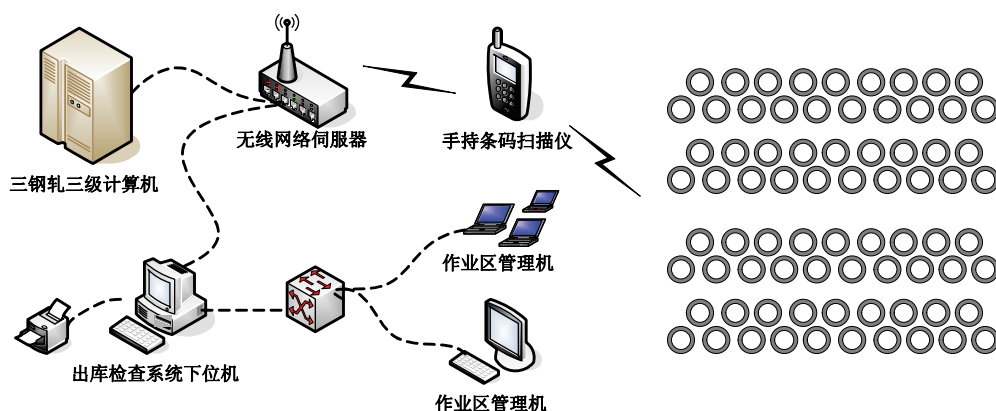 无线网络伺服器
手持条码扫描仪
三钢轧三级计算机
作业区管理机
出库检查系统下位机
作业区管理机